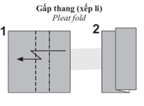 Gấp thang (xếp li)
Pleat fold
1
2